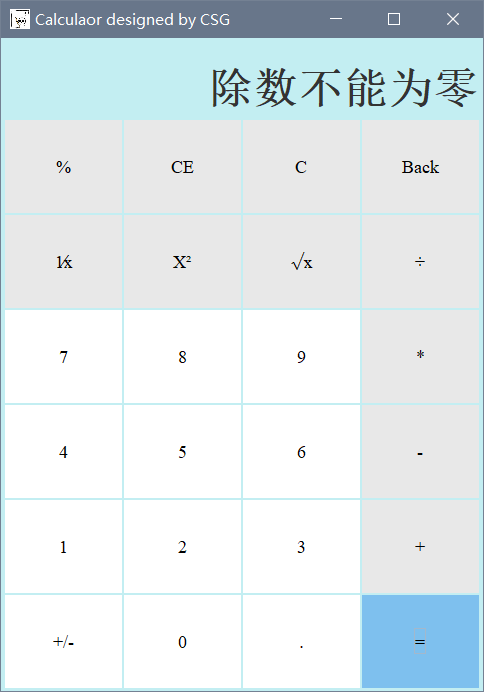 Calculaor designed by CSG
除数不能为零
% CE C Back
1⁄x X² √x ÷
7 8 9 *
4 5 6 -
1 2 3 +
+/- 0 . =